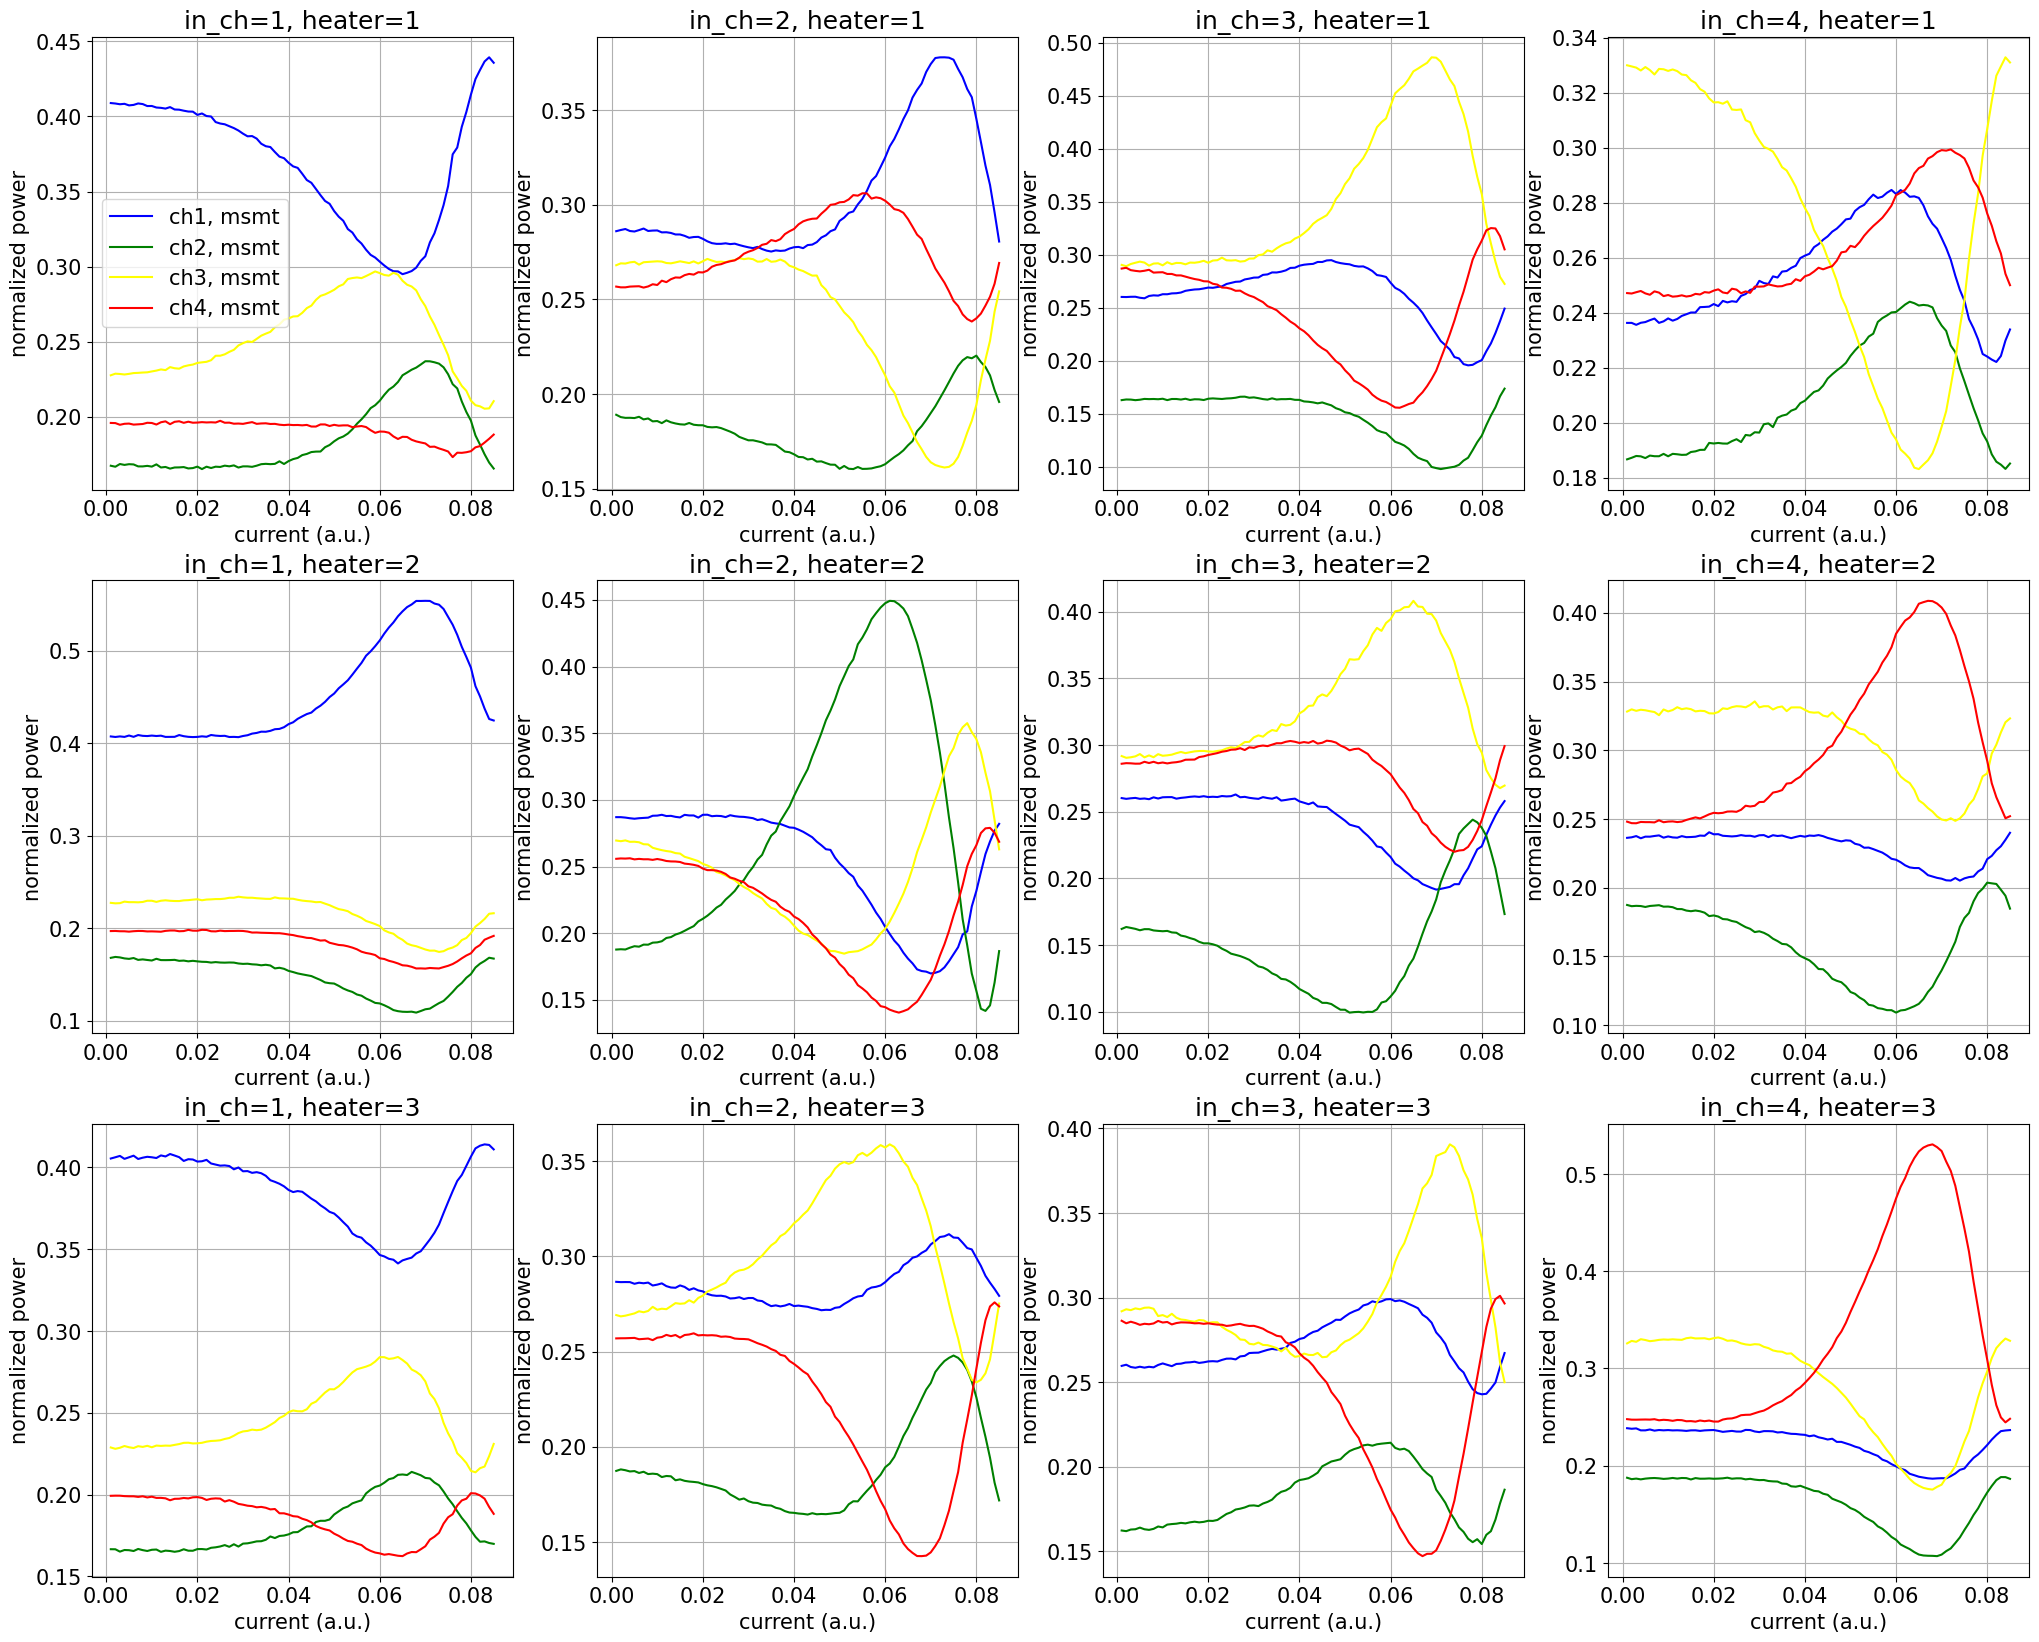 in_ch=1, heater=1
in_ch=2, heater=1
in_ch=3, heater=1
in_ch=4, heater=1
normalized power
0.45
0.40
0.35
0.30
0.25
0.20
ch1, msmt
ch2, msmt
ch3, msmt
ch4, msmt
0.00 0.02 0.04 0.06 0.08
current (a.u.)
normalized power
0.35
0.30
0.25
0.20
0.15
0.00 0.02 0.04 0.06 0.08
current (a.u.)
normalized power
0.50
0.45
0.40
0.35
0.30
0.25
0.20
0.15
0.10
0.00 0.02 0.04 0.06 0.08
current (a.u.)
normalized power
0.34
0.32
0.30
0.28
0.26
0.24
0.22
0.20
0.18
0.00 0.02 0.04 0.06 0.08
current (a.u.)
in_ch=1, heater=2
in_ch=2, heater=2
in_ch=3, heater=2
in_ch=4, heater=2
normalized power
0.5
0.4
0.3
0.2
0.1
0.00 0.02 0.04 0.06 0.08
current (a.u.)
normalized power
0.45
0.40
0.35
0.30
0.25
0.20
0.15
0.00 0.02 0.04 0.06 0.08
current (a.u.)
normalized power
0.40
0.35
0.30
0.25
0.20
0.15
0.10
0.00 0.02 0.04 0.06 0.08
current (a.u.)
normalized power
0.40
0.35
0.30
0.25
0.20
0.15
0.10
0.00 0.02 0.04 0.06 0.08
current (a.u.)
in_ch=1, heater=3
in_ch=2, heater=3
in_ch=3, heater=3
in_ch=4, heater=3
normalized power
0.40
0.35
0.30
0.25
0.20
0.15
0.00 0.02 0.04 0.06 0.08
current (a.u.)
normalized power
0.35
0.30
0.25
0.20
0.15
0.00 0.02 0.04 0.06 0.08
current (a.u.)
normalized power
0.40
0.35
0.30
0.25
0.20
0.15
0.00 0.02 0.04 0.06 0.08
current (a.u.)
normalized power
0.5
0.4
0.3
0.2
0.1
0.00 0.02 0.04 0.06 0.08
current (a.u.)